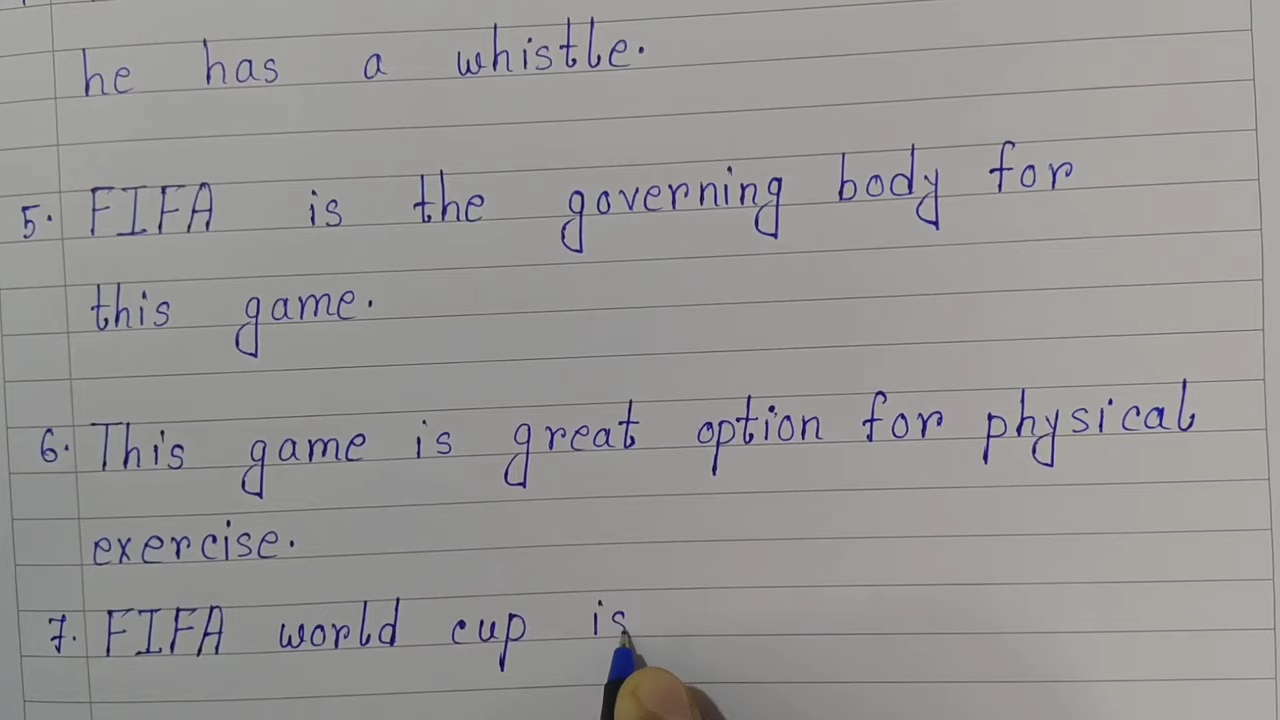 he has a whistle.
5. FIFA is the governing body for
this game.
6. This game is great option for physical
exercise.
7. FIFA world cup is